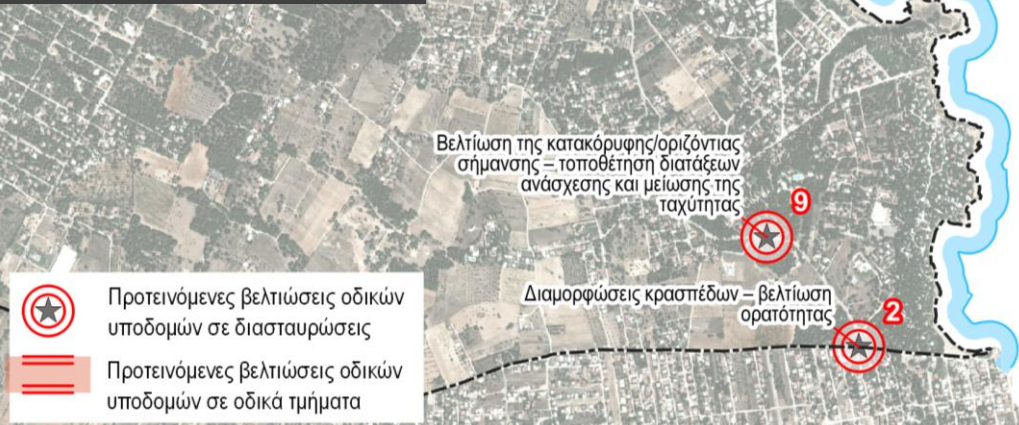 Βελτίωση της κατακόρυφης/οριζόντιας
σήμανσης – τοποθέτηση διατάξεων
ανάσχεσης και μείωσης της
ταχύτητας
9
Διαμορφώσεις κρασπέδων – βελτίωση
ορατότητας
2
Προτεινόμενες βελτιώσεις οδικών
υποδομών σε διασταυρώσεις
Προτεινόμενες βελτιώσεις οδικών
υποδομών σε οδικά τμήματα